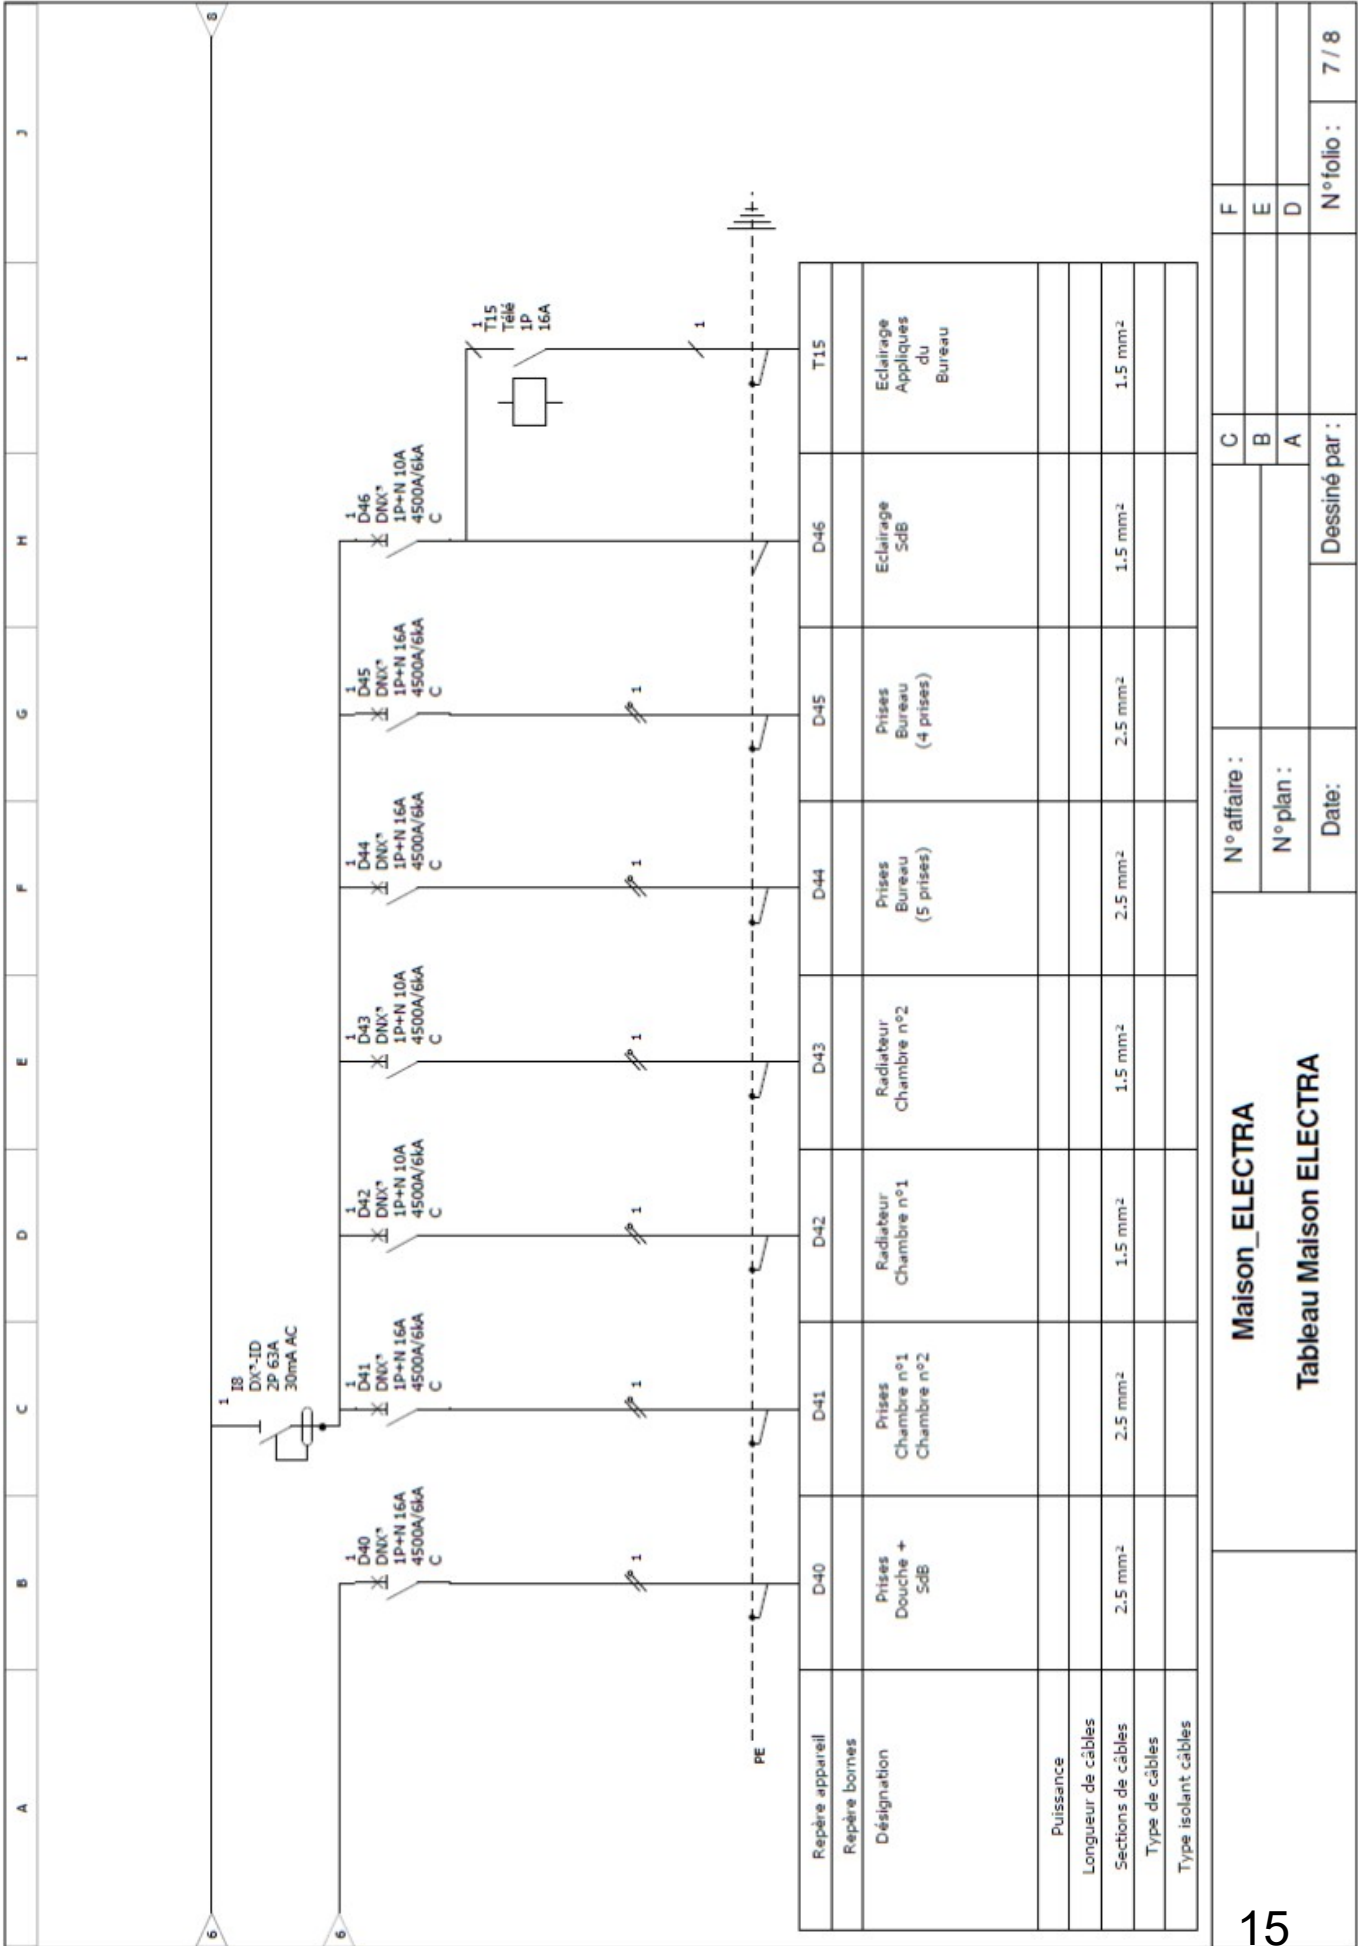 A B C D E F G H I J
6 8
1
I8
DX³-ID
2P 63A
30mA AC
6
1
D40
DNX³
1P+N 16A
4500A/6kA
C
1
D41
DNX³
1P+N 16A
4500A/6kA
C
1
D42
DNX³
1P+N 10A
4500A/6kA
C
1
D43
DNX³
1P+N 10A
4500A/6kA
C
1
D44
DNX³
1P+N 16A
4500A/6kA
C
1
D45
DNX³
1P+N 16A
4500A/6kA
C
1
D46
DNX³
1P+N 10A
4500A/6kA
C
1
T15
Télé
1P
16A
1 1 1 1 1 1 1
PE
Repère appareil D40 D41 D42 D43 D44 D45 D46 T15
Repère bornes
Désignation
Prises
Douche +
SdB
Prises
Chambre n°1
Chambre n°2
Radiateur
Chambre n°1
Radiateur
Chambre n°2
Prises
Bureau
(5 prises)
Prises
Bureau
(4 prises)
Eclairage
SdB
Eclairage
Appliques
du
Bureau
Puissance
Longueur de câbles
Sections de câbles 2.5 mm² 2.5 mm² 1.5 mm² 1.5 mm² 2.5 mm² 2.5 mm² 1.5 mm² 1.5 mm²
Type de câbles
Type isolant câbles
Maison_ELECTRA
Tableau Maison ELECTRA
N°affaire : C F
N°plan : B E
A D
Date: Dessiné par : N°folio : 7 / 8
15